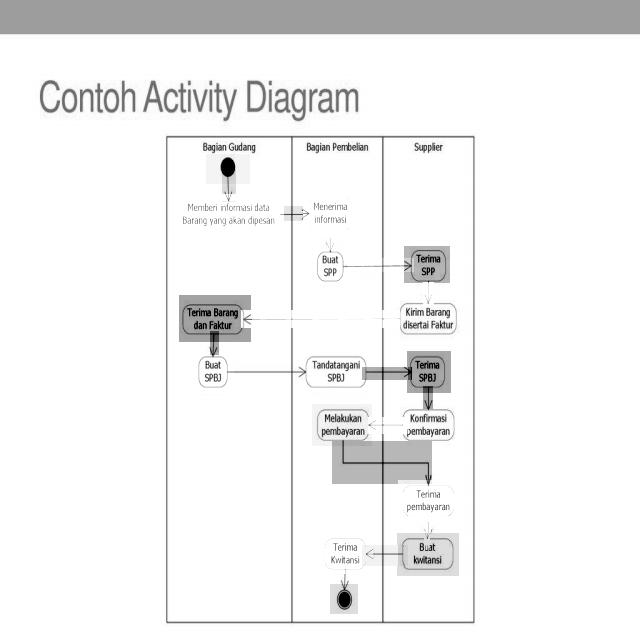 Contoh Activity Diagram
Bagian Gudang
Bagian Pembelian
Supplier
Memberi informasi data
Barang yang akan dipesan
Menerima
informasi
Buat
SPP
Terima
SPP
Kirim Barang
disertai Faktur
Terima Barang
dan Faktur
Buat
SPBJ
Tandatangani
SPBJ
Terima
SPBJ
Konfirmasi
pembayaran
Melakukan
pembayaran
Terima
pembayaran
Buat
kwitansi
Terima
Kwitansi